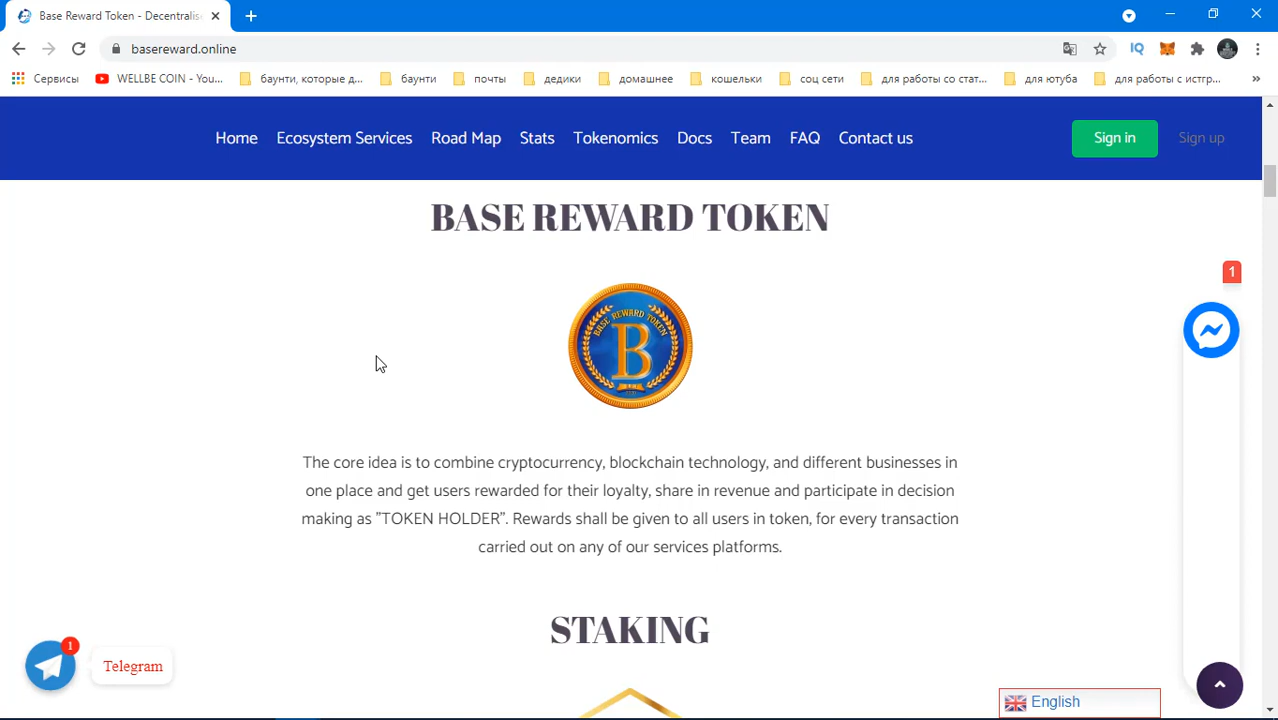 Base Reward Token - Decentralise
basereward.online
IQ
Сервисы
WELLBE COIN - You...
баунти, которые д...
баунти
почты
дедики
домашнее
кошельки
соц сети
для работы со стат...
для ютуба
для работы с истгр...
»
Home
Ecosystem Services
Road Map
Stats
Tokenomics
Docs
Team
FAQ
Contact us
Sign in
Sign up
BASE REWARD TOKEN
1
BASE REWARD TOKEN
B
The core idea is to combine cryptocurrency, blockchain technology, and different businesses in
one place and get users rewarded for their loyalty, share in revenue and participate in decision
making as "TOKEN HOLDER". Rewards shall be given to all users in token, for every transaction
carried out on any of our services platforms.
STAKING
1
Telegram
English